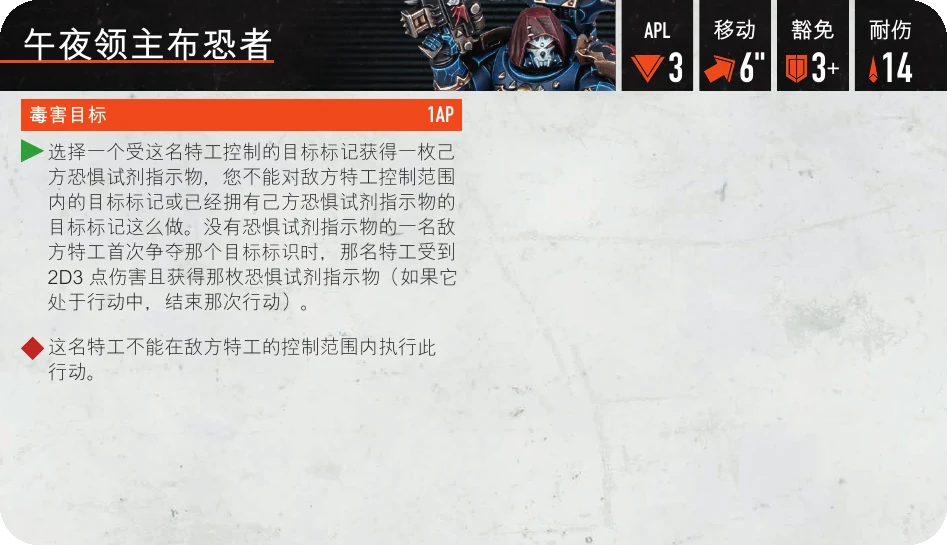 午夜领主布恐者
APL
3
移动
6"
豁免
3+
耐伤
14
毒害目标 1AP
选择一个受这名特工控制的目标标记获得一枚己
方恐惧试剂指示物，您不能对敌方特工控制范围
内的目标标记或已经拥有己方恐惧试剂指示物的
目标标记这么做。没有恐惧试剂指示物的一名敌
方特工首次争夺那个目标标识时，那名特工受到
2D3 点伤害且获得那枚恐惧试剂指示物（如果它
处于行动中，结束那次行动）。
这名特工不能在敌方特工的控制范围内执行此
行动。